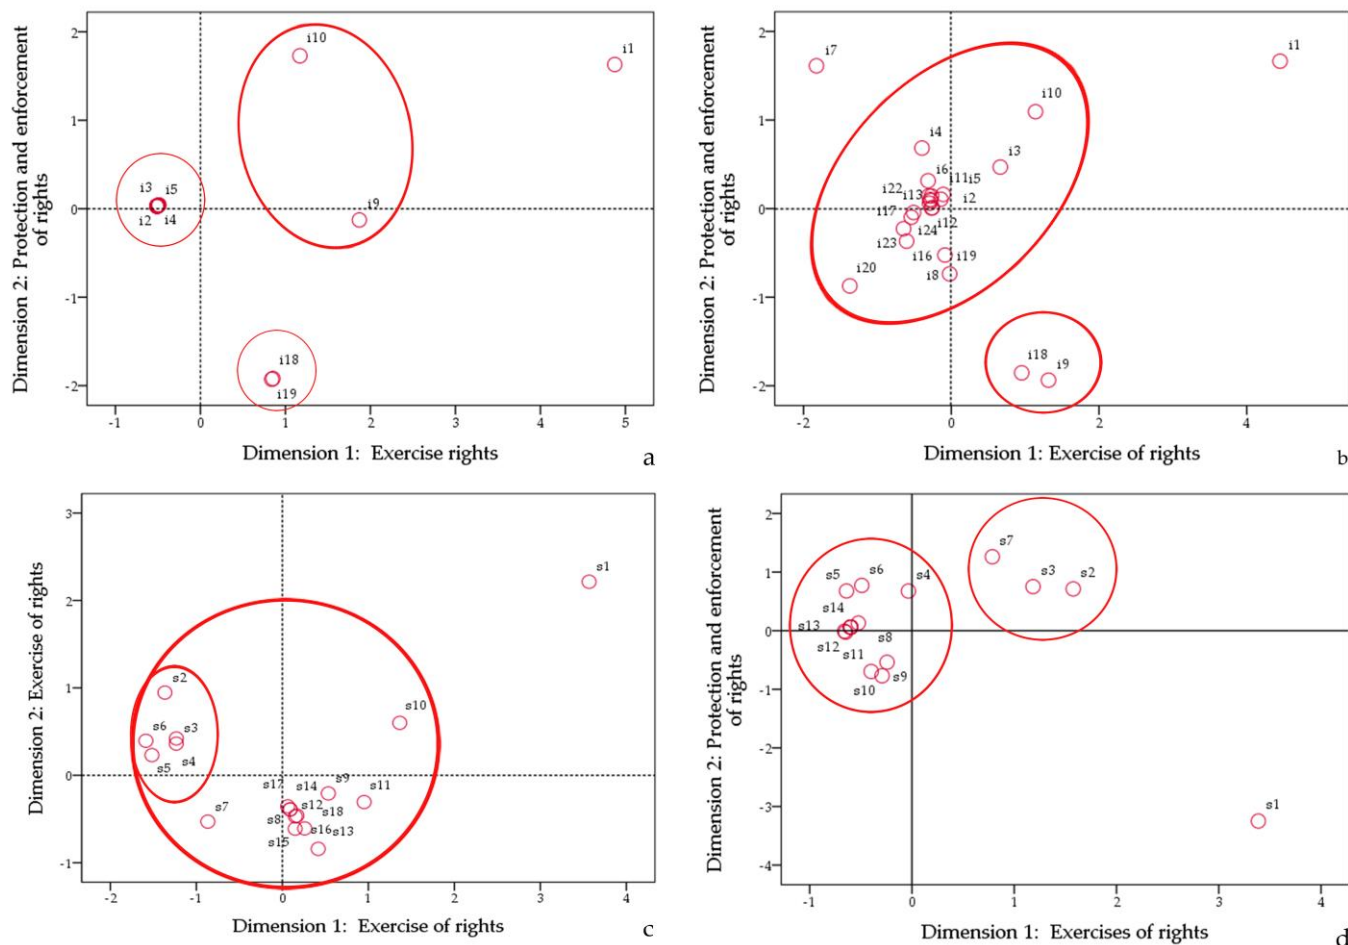 Dimension 2: Protection and enforcement
of rights
2
1
0
-1
-2
i10
i1
i3
i5
i9
i2
i4
i18
i19
-1
0
1
2
3
4
5
Dimension 1: Exercise rights
a
Dimension 2: Protection and enforcement
of rights
2
1
0
-1
-2
i7
i1
i10
i4
i3
i6
i11
i5
i22
i13
i2
i17
i12
i24
i23
i16
i19
i20
i8
i18
i9
-2
0
2
4
Dimension 1: Exercise of rights
b
Dimension 2: Exercise of rights
3
2
1
0
-1
s1
s2
s10
s6
s3
s5
s4
s9
s17
s14
s11
s7
s12
s18
s8
s16
s13
s15
-2
-1
0
1
2
3
4
Dimension 1: Exercise of rights
c
Dimension 2: Protection and enforcement
of rights
2
1
0
-1
-2
-3
-4
s7
s5
s6
s4
s3
s2
s14
s13
s12
s11
s8
s10
s9
s1
-1
0
1
2
3
4
Dimension 1: Exercises of rights
d